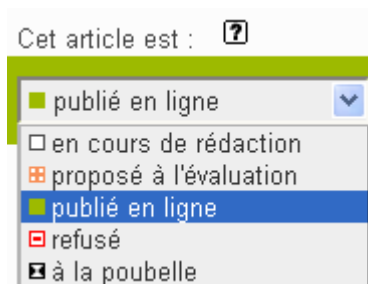 Cet article est : ?
publié en ligne
en cours de rédaction
proposé à l'évaluation
publié en ligne
refusé
à la poubelle